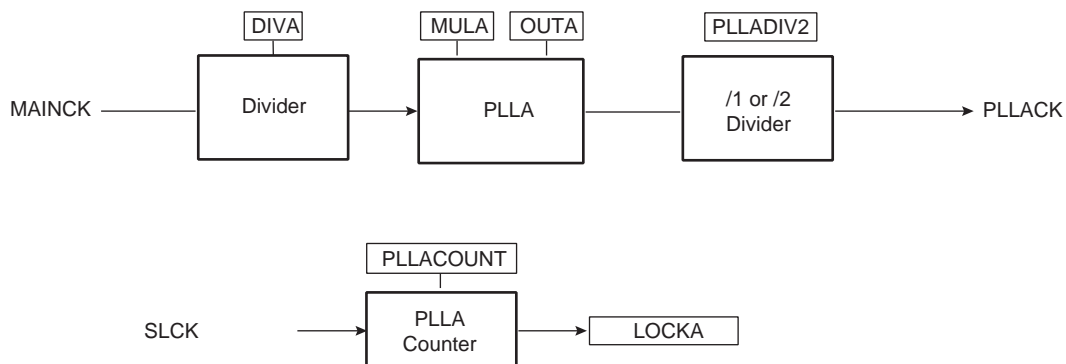 DIVA
MULA
OUTA
PLLADIV2
MAINCK
Divider
PLLA
/1 or /2
Divider
PLLACK
PLLACOUNT
SLCK
PLLA
Counter
LOCKA